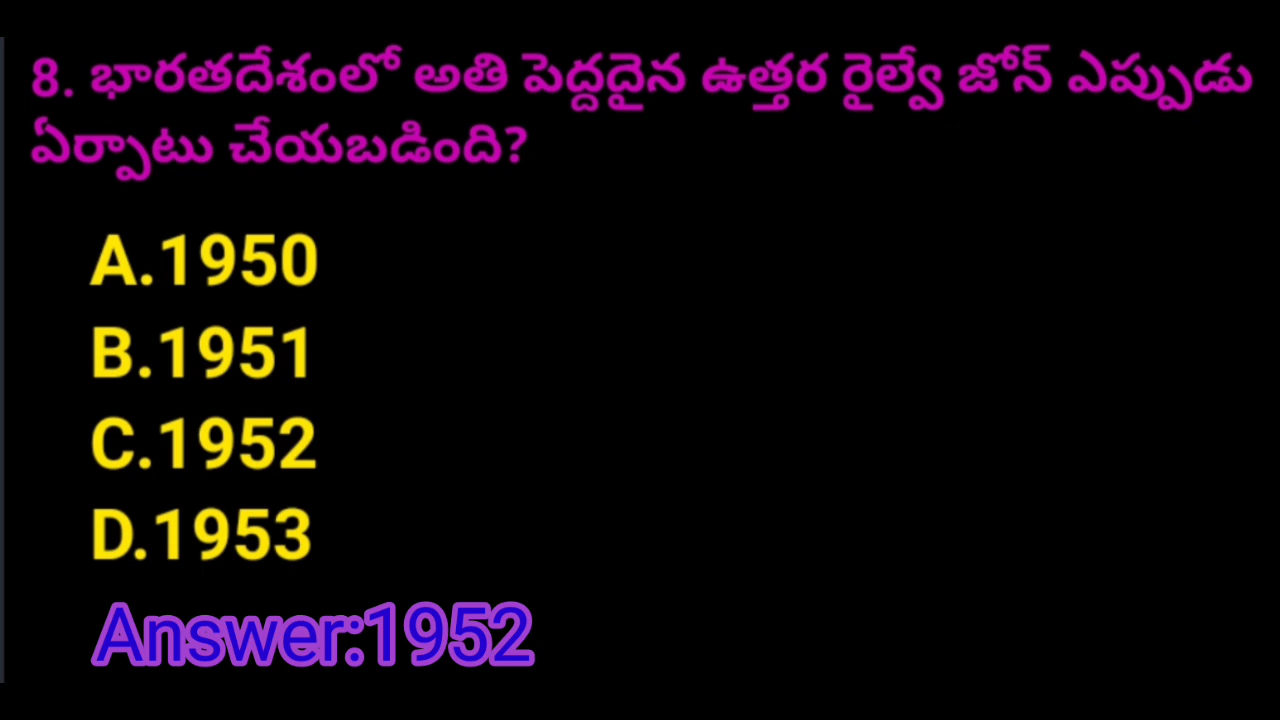 8. భారతదేశంలో అతి పెద్దదైన ఉత్తర రైల్వే జోన్ ఎప్పుడు
ఏర్పాటు చేయబడింది?
A.1950
B.1951
C.1952
D.1953
Answer:1952